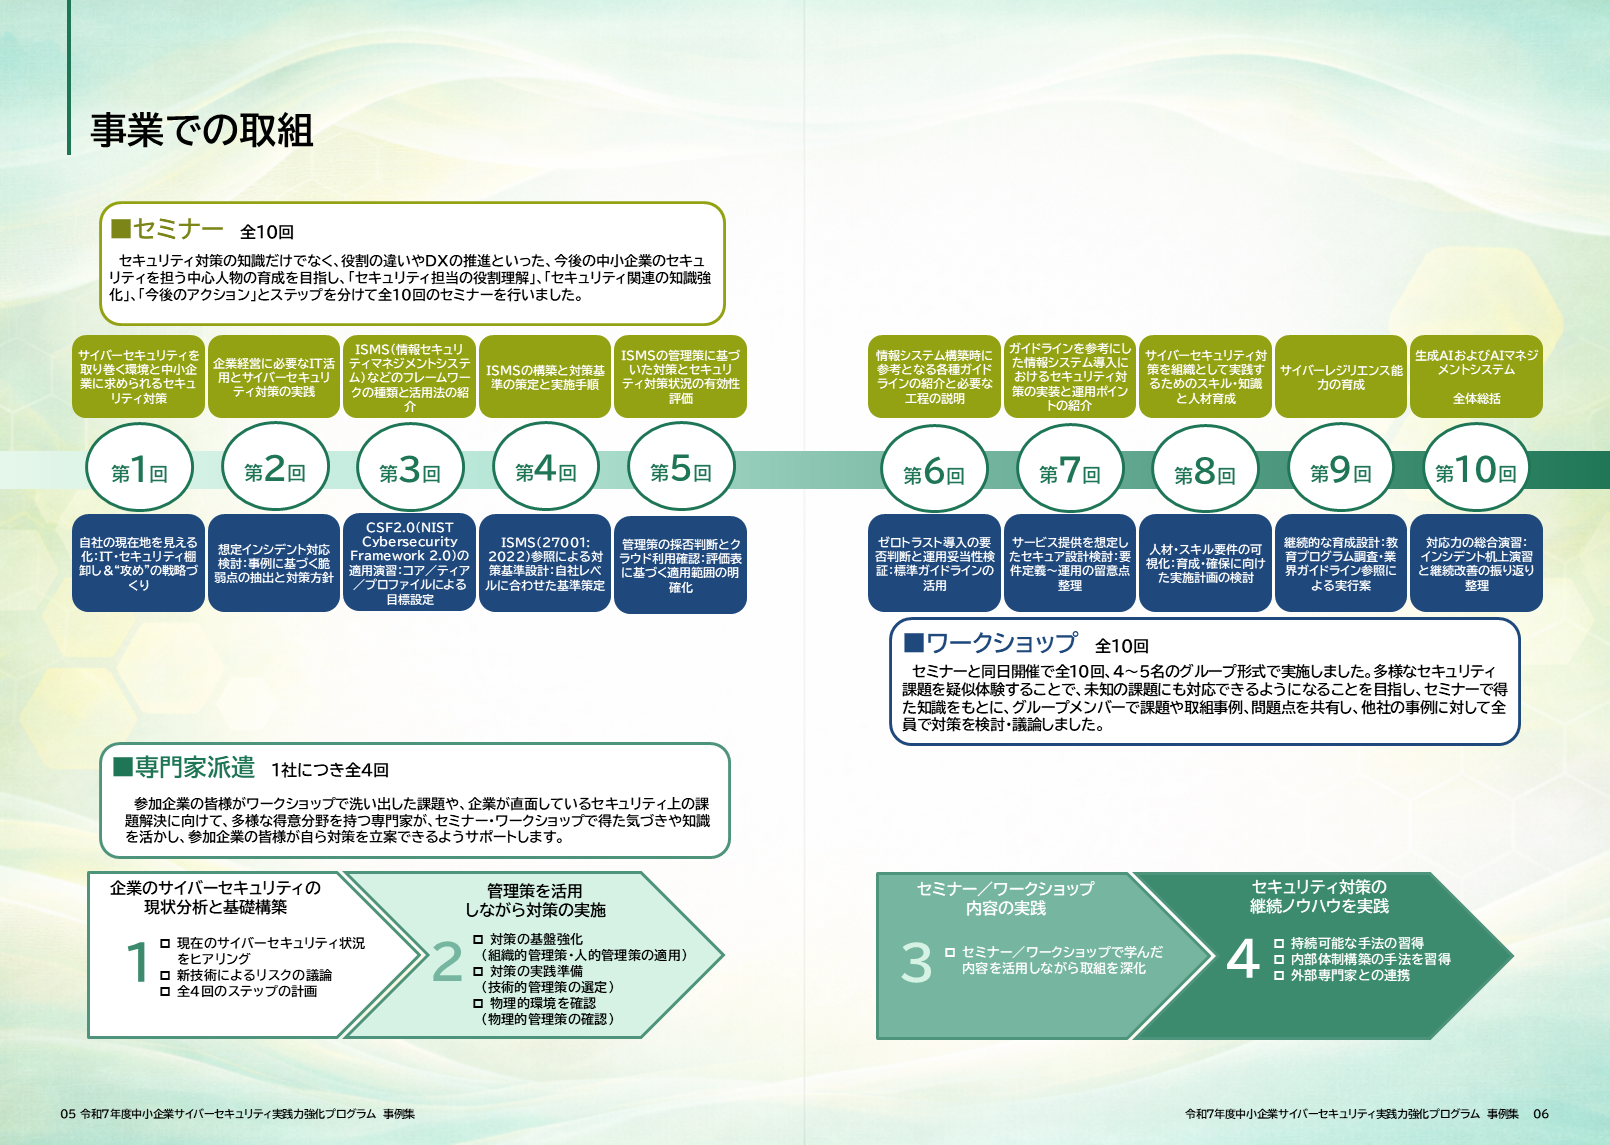 事業での取組
■セミナー 全10回
セキュリティ対策の知識だけでなく、役割の違いやDXの推進といった、今後の中小企業のセキュ
リティを担う中心人物の育成を目指し、「セキュリティ担当の役割理解」、「セキュリティ関連の知識強
化」、「今後のアクション」とステップを分けて全10回のセミナーを行いました。
サイバーセキュリティを
取り巻く環境と中小企
業に求められるセキュ
リティ対策
企業経営に必要なIT活
用とサイバーセキュリ
ティ対策の実践
ISMS(情報セキュリ
ティマネジメントシステ
ム)などのフレームワー
クの種類と活用法の紹
介
ISMSの構築と対策基
準の策定と実施手順
ISMSの管理策に基づ
いた対策とセキュリ
ティ対策状況の有効性
評価
情報システム構築時に
参考となる各種ガイド
ラインの紹介と必要な
工程の説明
ガイドラインを参考にし
た情報システム導入に
おけるセキュリティ対
策の実装と運用ポイン
トの紹介
サイバーセキュリティ対
策を組織として実践す
るためのスキル・知識
と人材育成
サイバーレジリエンス能
力の育成
生成AIおよびAIマネジ
メントシステム
全体総括
第1回
第2回
第3回
第4回
第5回
第6回
第7回
第8回
第9回
第10回
自社の現在地を見える
化:IT・セキュリティ棚
卸し&“攻め”の戦略づ
くり
想定インシデント対応
検討:事例に基づく脆
弱点の抽出と対策方針
CSF2.0(NIST
Cybersecurity
Framework 2.0)の
適用演習:コア／ティア
／プロファイルによる
目標設定
ISMS(27001:
2022)参照による対
策基準設計:自社レベ
ルに合わせた基準策定
管理策の採否判断とク
ラウド利用確認:評価表
に基づく適用範囲の明
確化
ゼロトラスト導入の要
否判断と運用妥当性検
証:標準ガイドラインの
活用
サービス提供を想定し
たセキュア設計検討:要
件定義～運用の留意点
整理
人材・スキル要件の可
視化:育成・確保に向け
た実施計画の検討
継続的な育成設計:教
育プログラム調査・業
界ガイドライン参照に
よる実行案
対応力の総合演習:
インシデント机上演習
と継続改善の振り返り
整理
■ワークショップ 全10回
セミナーと同日開催で全10回、4～5名のグループ形式で実施しました。多様なセキュリティ
課題を疑似体験することで、未知の課題にも対応できるようになることを目指し、セミナーで得
た知識をもとに、グループメンバーで課題や取組事例、問題点を共有し、他社の事例に対して全
員で対策を検討・議論しました。
■専門家派遣 1社につき全4回
参加企業の皆様がワークショップで洗い出した課題や、企業が直面しているセキュリティ上の課
題解決に向けて、多様な得意分野を持つ専門家が、セミナー・ワークショップで得た気づきや知識
を活かし、参加企業の皆様が自ら対策を立案できるようサポートします。
企業のサイバーセキュリティの
現状分析と基礎構築
1
□ 現在のサイバーセキュリティ状況
をヒアリング
□ 新技術によるリスクの議論
□ 全4回のステップの計画
管理策を活用
しながら対策の実施
2
□ 対策の基盤強化
(組織的管理策・人的管理策の適用)
□ 対策の実践準備
(技術的管理策の選定)
□ 物理的環境を確認
(物理的管理策の確認)
セミナー／ワークショップ
内容の実践
3
□ セミナー／ワークショップで学んだ
内容を活用しながら取組を深化
セキュリティ対策の
継続ノウハウを実践
4
□ 持続可能な手法の習得
□ 内部体制構築の手法を習得
□ 外部専門家との連携
05 令和7年度中小企業サイバーセキュリティ実践力強化プログラム 事例集
令和7年度中小企業サイバーセキュリティ実践力強化プログラム 事例集 06